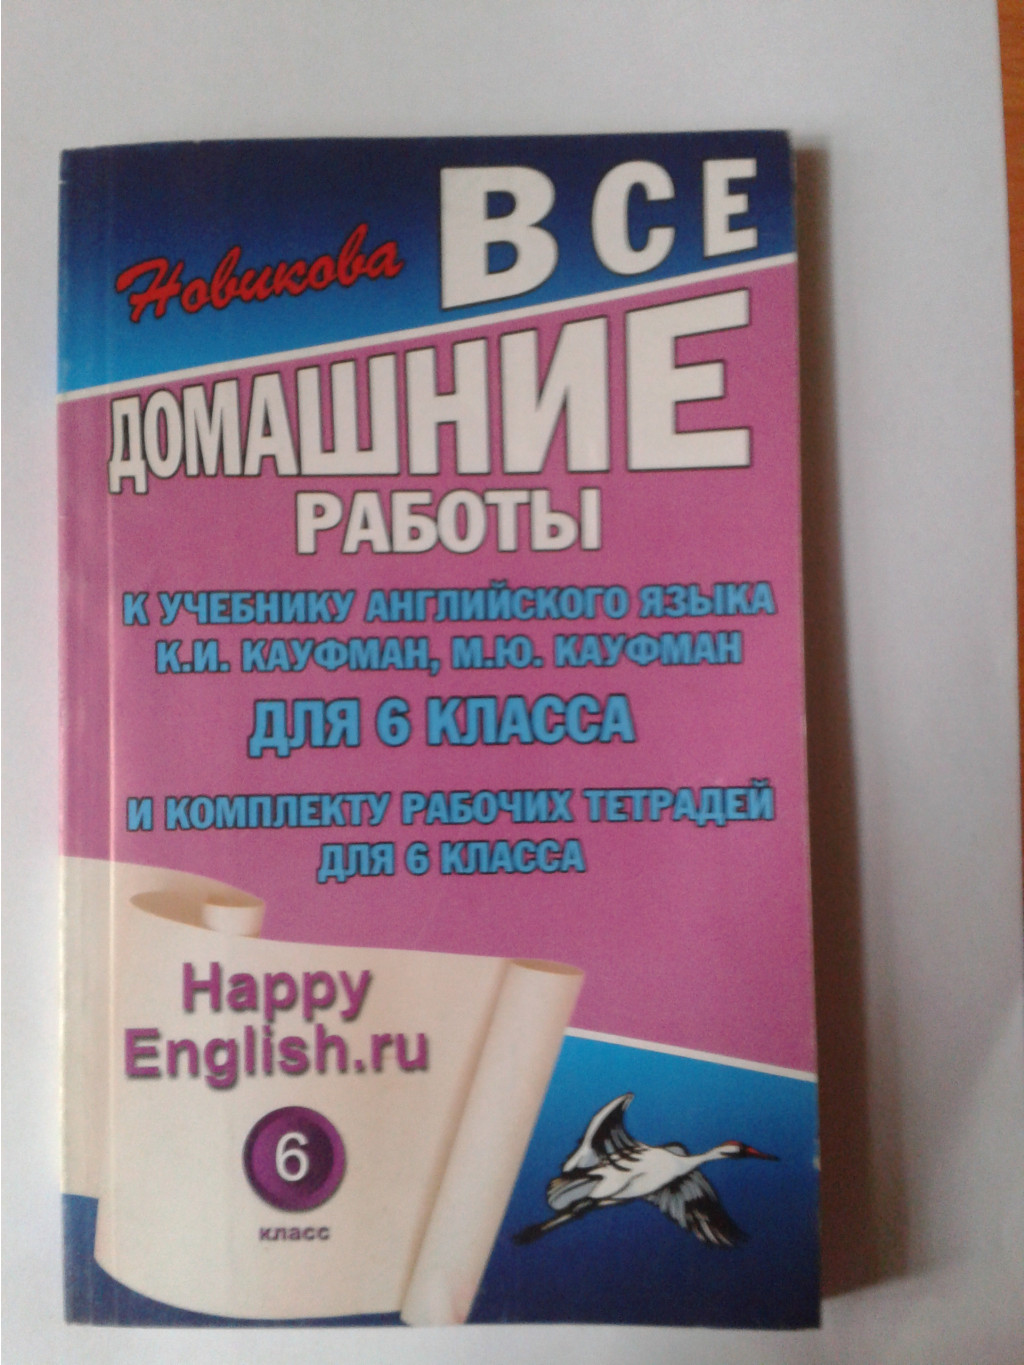 Новикова
ВСЕ
ДОМАШНИЕ
РАБОТЫ
К УЧЕБНИКУ АНГЛИЙСКОГО ЯЗЫКА
К.И. КАУФМАН, М.Ю. КАУФМАН
ДЛЯ 6 КЛАССА
И КОМПЛЕКТУ РАБОЧИХ ТЕТРАДЕЙ
ДЛЯ 6 КЛАССА
Happy
English.ru
6
класс